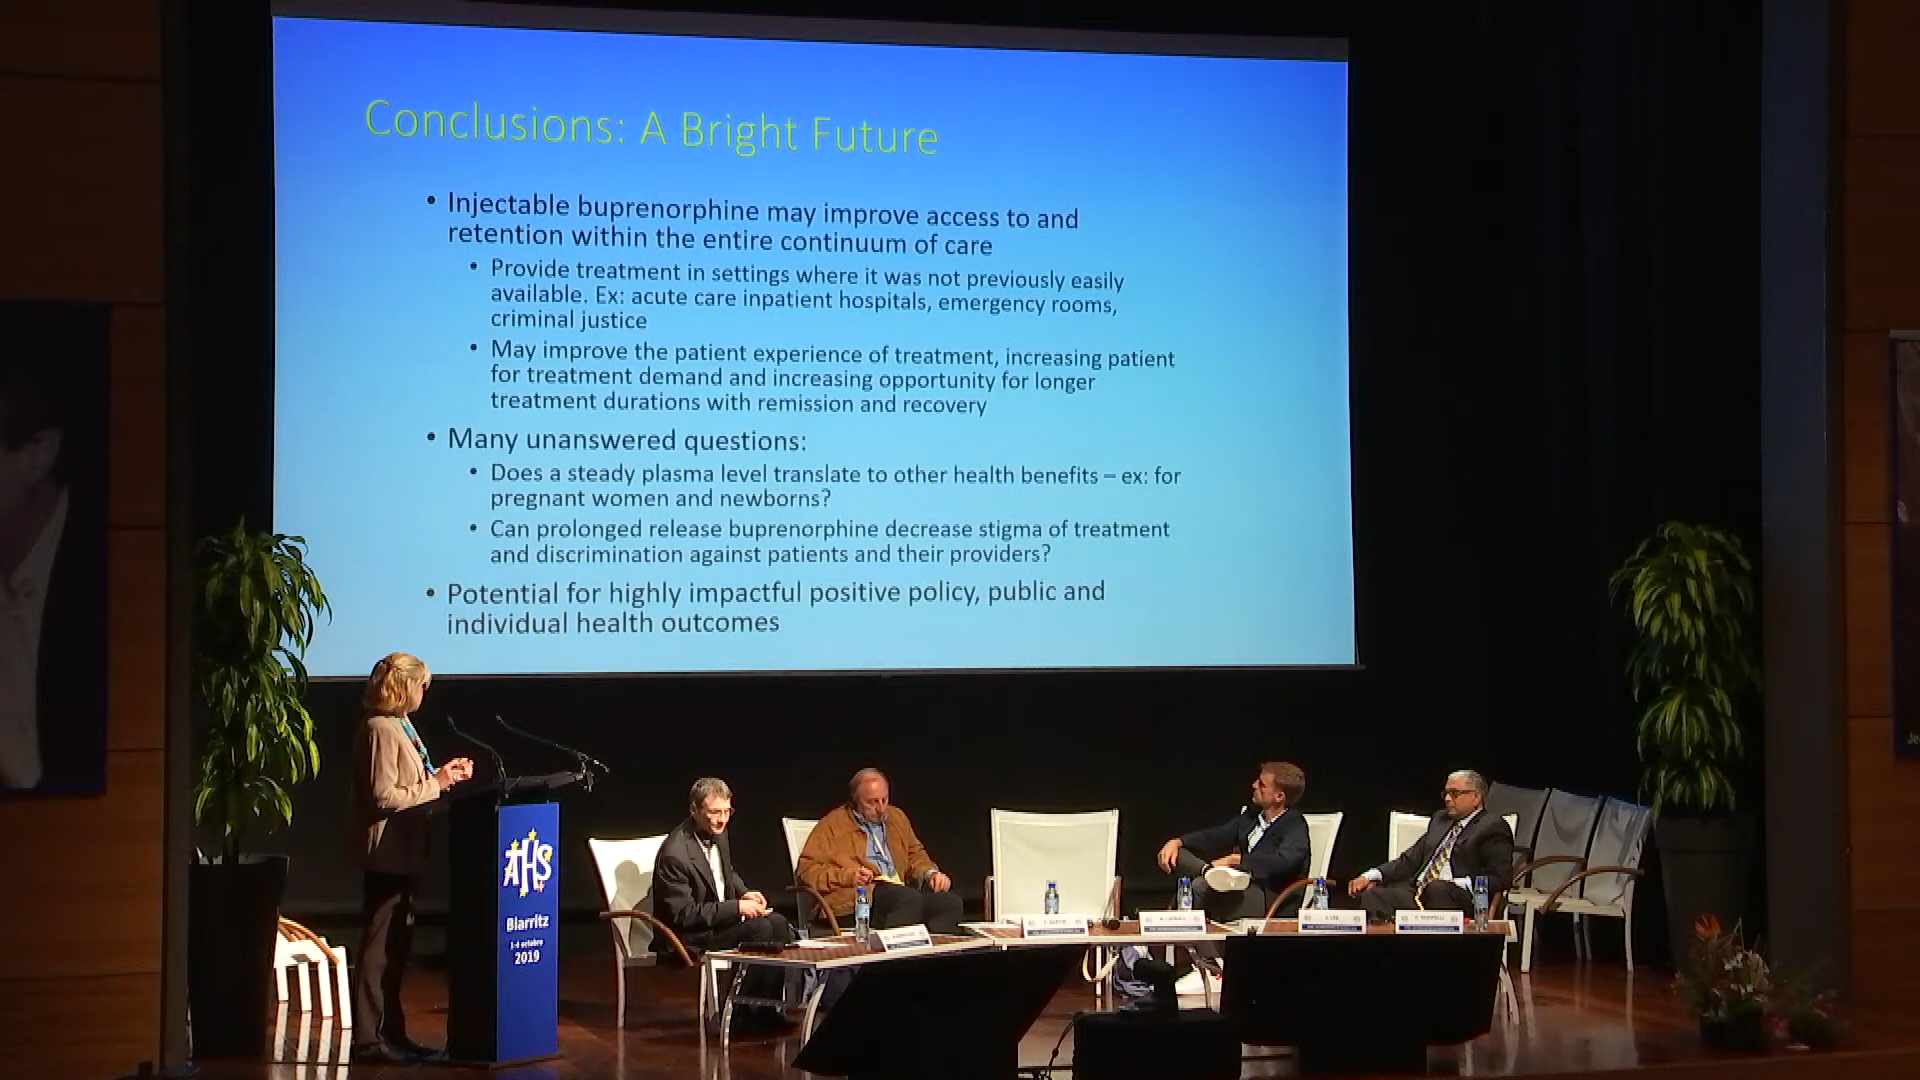 Conclusions: A Bright Future
• Injectable buprenorphine may improve access to and
retention within the entire continuum of care
• Provide treatment in settings where it was not previously easily
available. Ex: acute care inpatient hospitals, emergency rooms,
criminal justice
• May improve the patient experience of treatment, increasing patient
for treatment demand and increasing opportunity for longer
treatment durations with remission and recovery
• Many unanswered questions:
• Does a steady plasma level translate to other health benefits – ex: for
pregnant women and newborns?
• Can prolonged release buprenorphine decrease stigma of treatment
and discrimination against patients and their providers?
• Potential for highly impactful positive policy, public and
individual health outcomes
AHS
Biarritz
1-4 octobre
2019